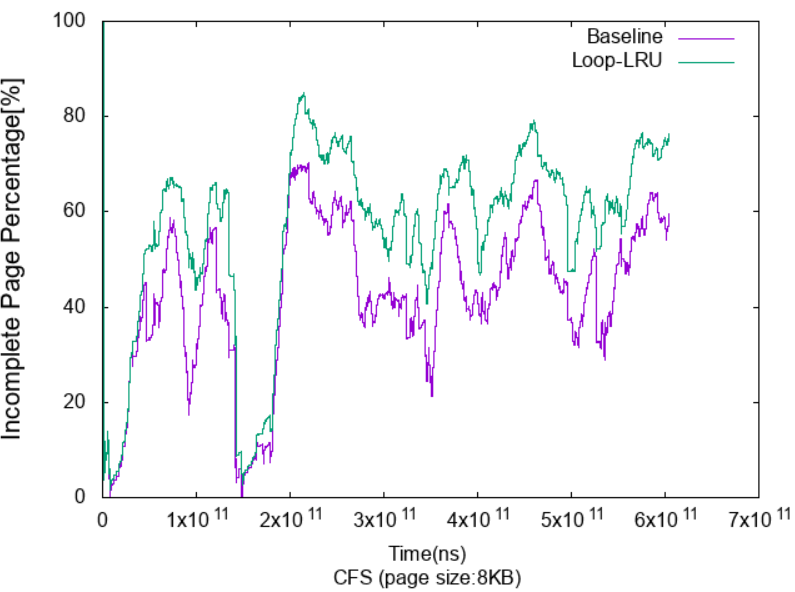 Incomplete Page Percentage[%]
100
80
60
40
20
0
Baseline
Loop-LRU
0 1x10^11 2x10^11 3x10^11 4x10^11 5x10^11 6x10^11 7x10^11
Time(ns)
CFS (page size:8KB)